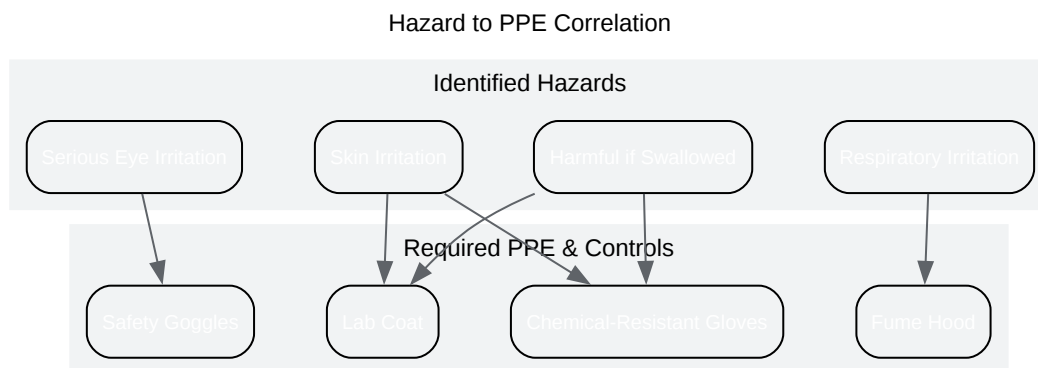 Hazard to PPE Correlation
Identified Hazards
Serious Eye Irritation
Skin Irritation
Harmful if Swallowed
Respiratory Irritation
Required PPE & Controls
Safety Goggles
Lab Coat
Chemical-Resistant Gloves
Fume Hood